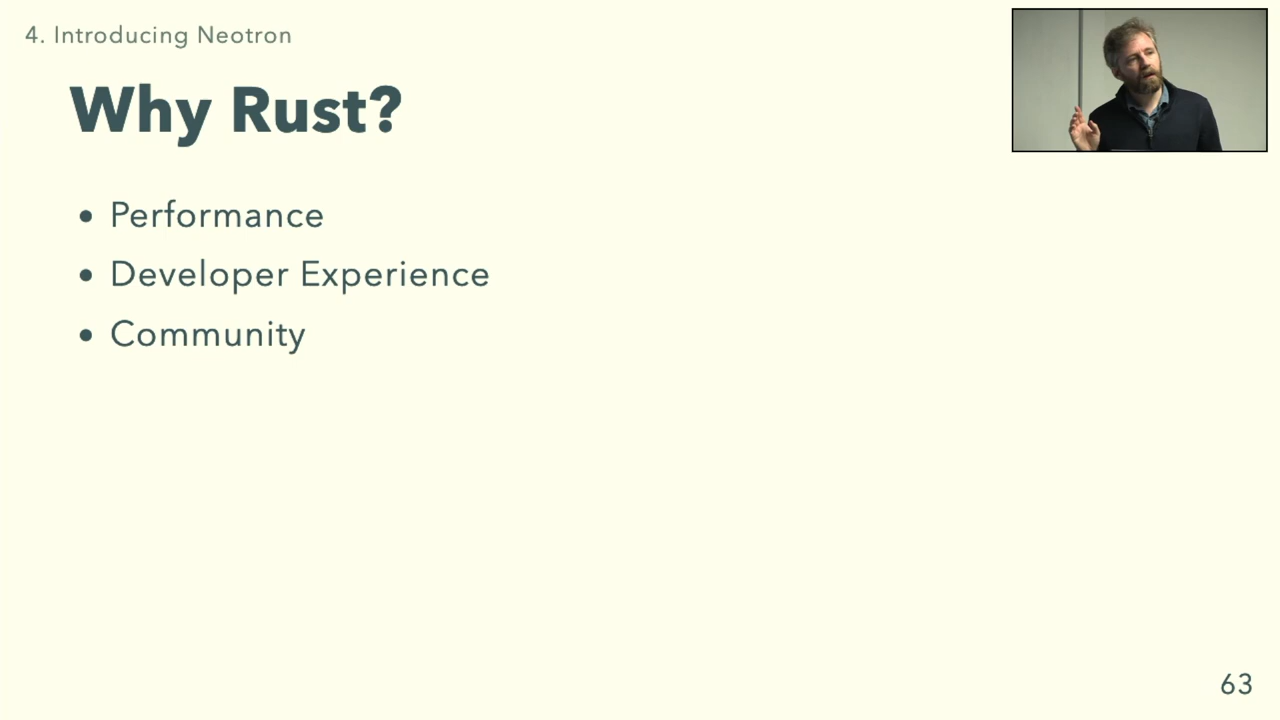 4. Introducing Neotron
Why Rust?
• Performance
• Developer Experience
• Community
63